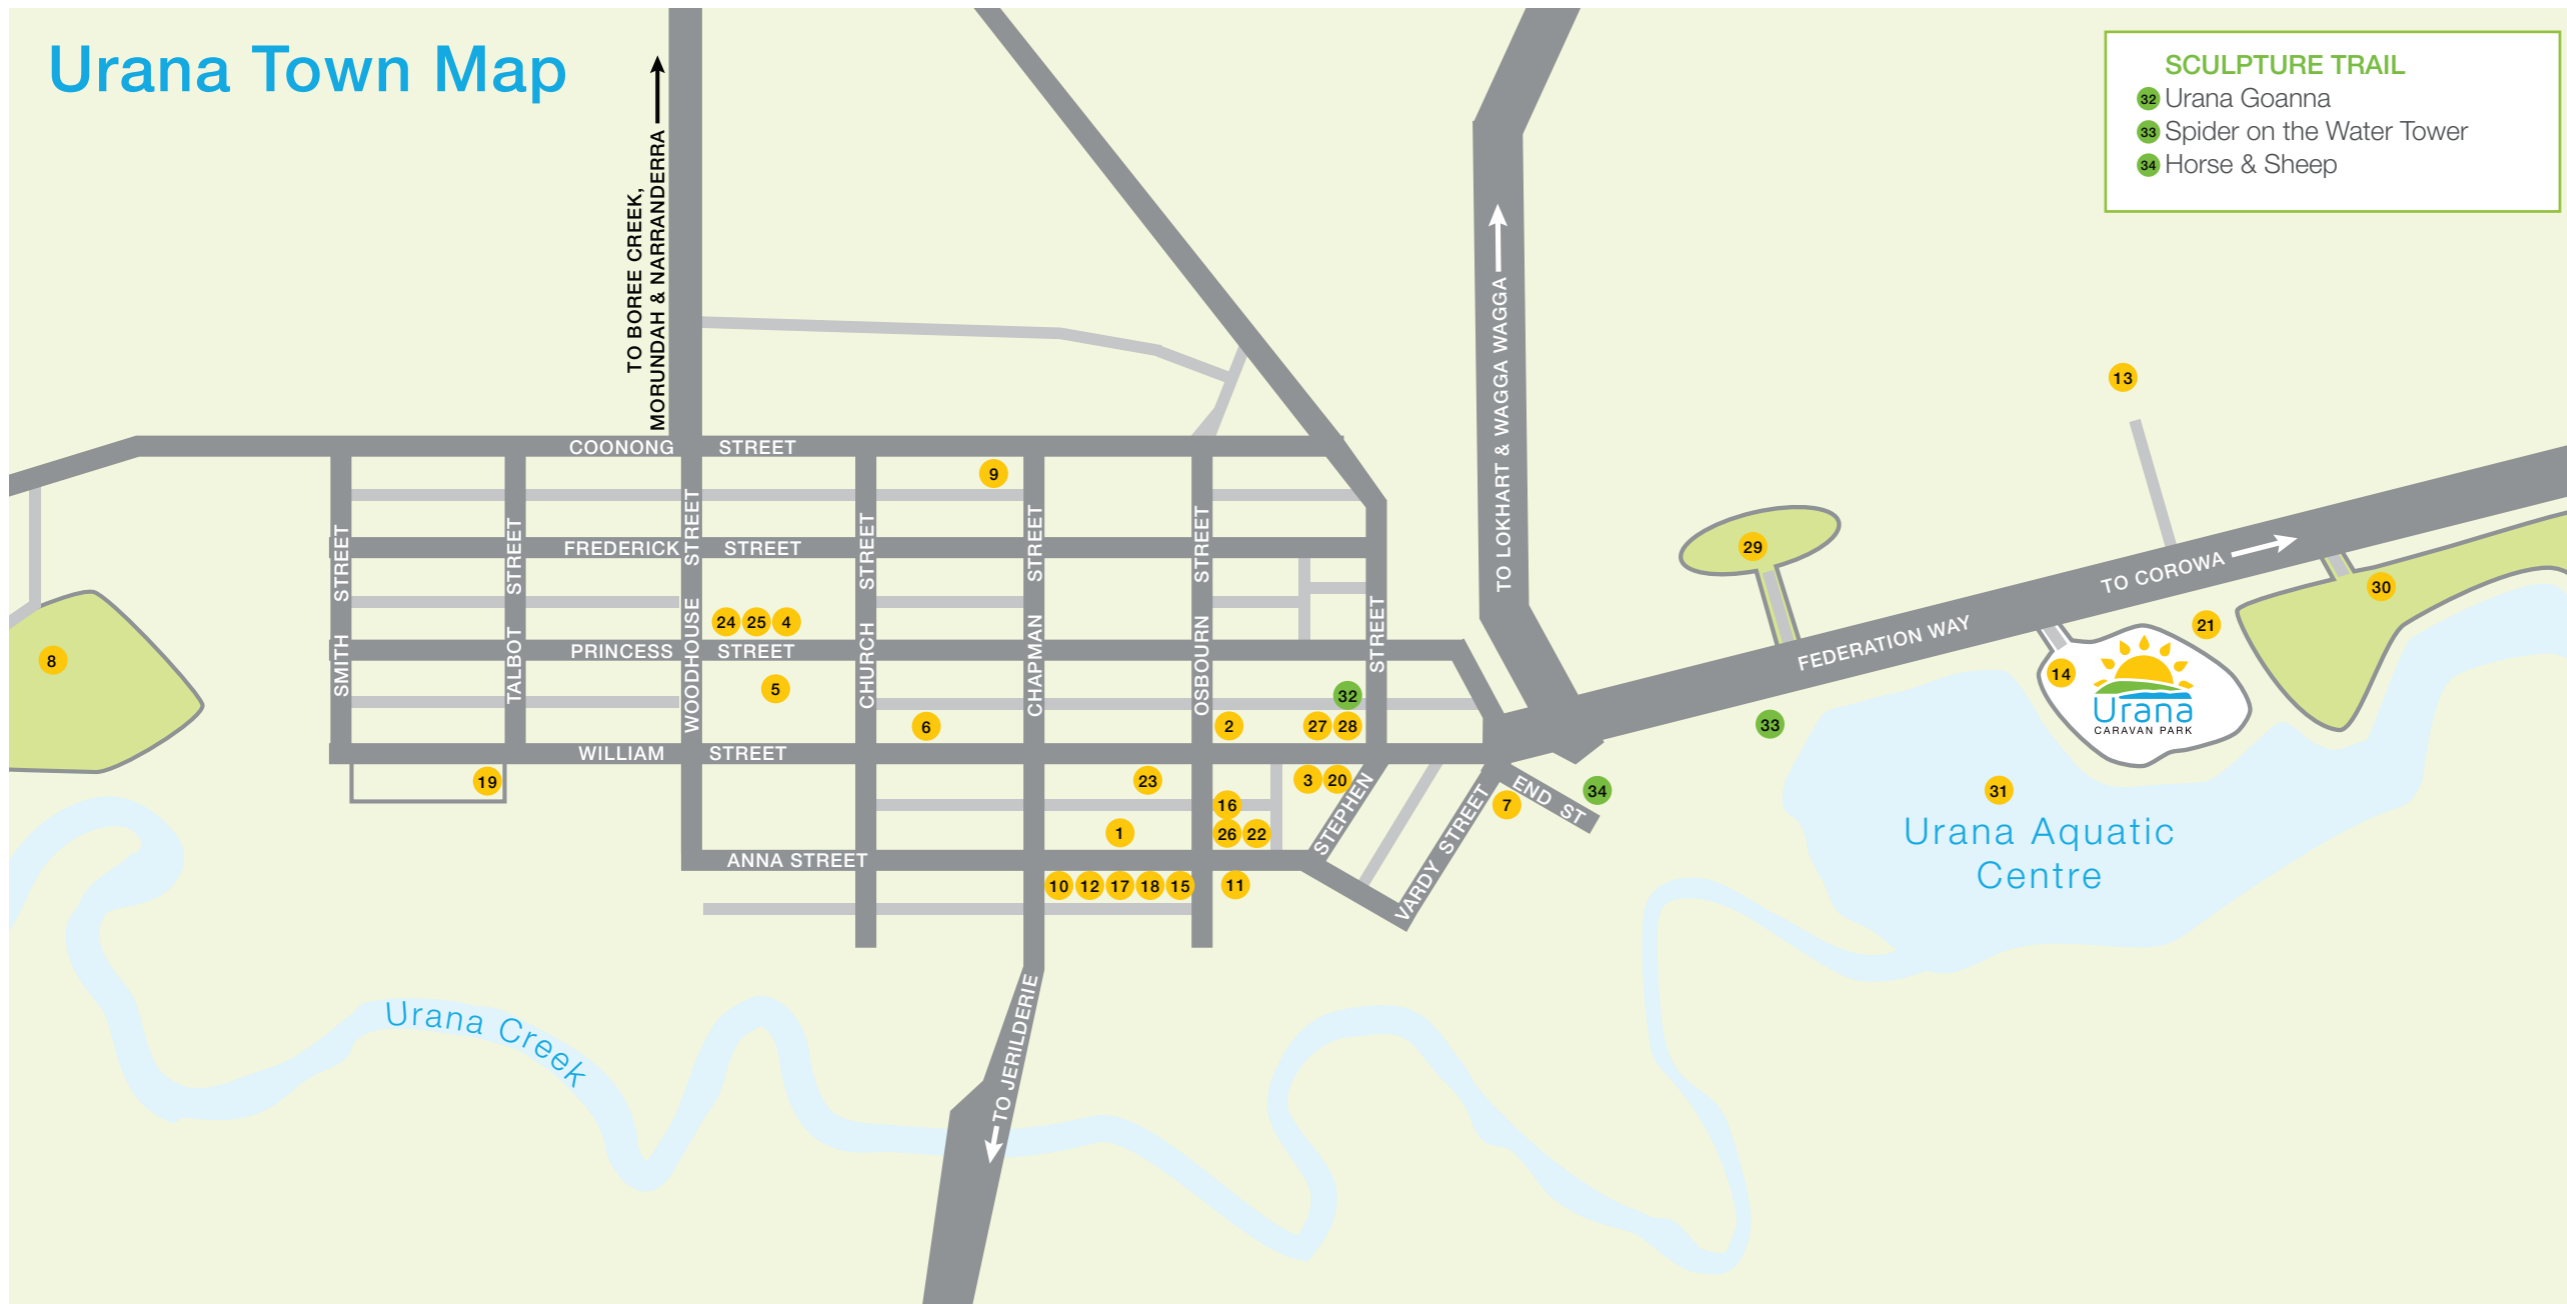 Urana Town Map
SCULPTURE TRAIL
32 Urana Goanna
33 Spider on the Water Tower
34 Horse & Sheep
TO BOREE CREEK,
MORUNDAH & NARRANDERRA
TO LOKHART & WAGGA WAGGA
13
COONONG STREET
9
SMITH STREET
TALBOT STREET
WOODHOUSE STREET
CHURCH STREET
CHAPMAN STREET
OSBOURN STREET
STREET
STEPHEN
FREDERICK STREET
29
TO COROWA
30
FEDERATION WAY
24 25 4
21
8
PRINCESS STREET
14
Urana
CARAVAN PARK
5
32
6
2
27 28
33
WILLIAM STREET
19
23
3 20
16
7
END ST
34
31
Urana Aquatic
Centre
1
26 22
VARDY STREET
ANNA STREET
10 12 17 18 15
11
TO JERILDERIE
Urana Creek